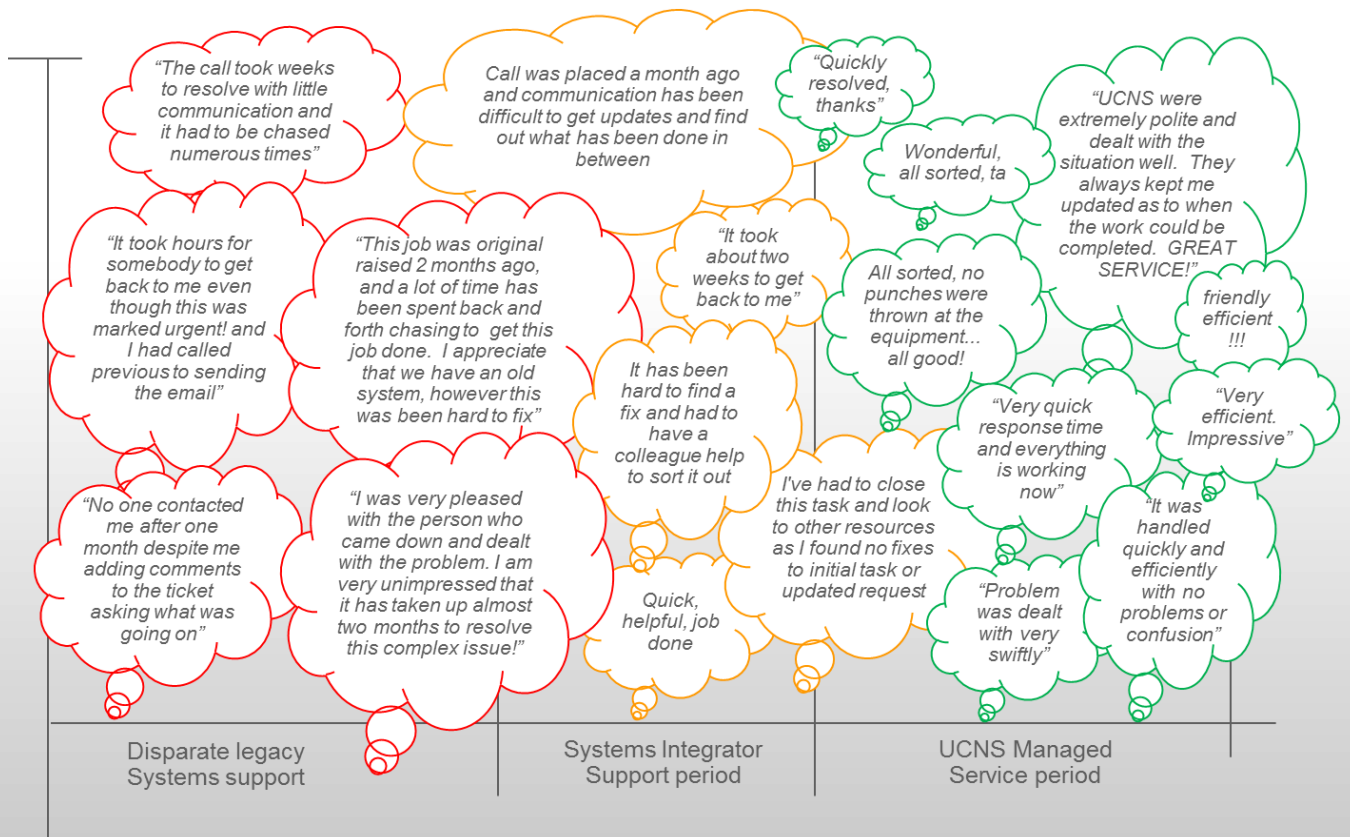 “The call took weeks
to resolve with little
communication and
it had to be chased
numerous times”
“It took hours for
somebody to get
back to me even
though this was
marked urgent! and
I had called
previous to sending
the email”
“This job was original
raised 2 months ago,
and a lot of time has
been spent back and
forth chasing to get this
job done. I appreciate
that we have an old
system, however this
was been hard to fix”
“No one contacted
me after one
month despite me
adding comments
to the ticket
asking what was
going on”
“I was very pleased
with the person who
came down and dealt
with the problem. I am
very unimpressed that
it has taken up almost
two months to resolve
this complex issue!”
Call was placed a month ago
and communication has been
difficult to get updates and find
out what has been done in
between
“It took
about two
weeks to get
back to me”
It has been
hard to find a
fix and had to
have a
colleague help
to sort it out
I've had to close
this task and look
to other resources
as I found no fixes
to initial task or
updated request
Quick,
helpful, job
done
“Quickly
resolved,
thanks”
Wonderful,
all sorted, ta
“UCNS were
extremely polite and
dealt with the
situation well. They
always kept me
updated as to when
the work could be
completed. GREAT
SERVICE!”
All sorted, no
punches were
thrown at the
equipment...
all good!
friendly
efficient
!!!
“Very quick
response time
and everything
is working
now”
“Very
efficient.
Impressive”
“Problem
was dealt
with very
swiftly”
“It was
handled
quickly and
efficiently
with no
problems or
confusion”
Disparate legacy
Systems support
Systems Integrator
Support period
UCNS Managed
Service period